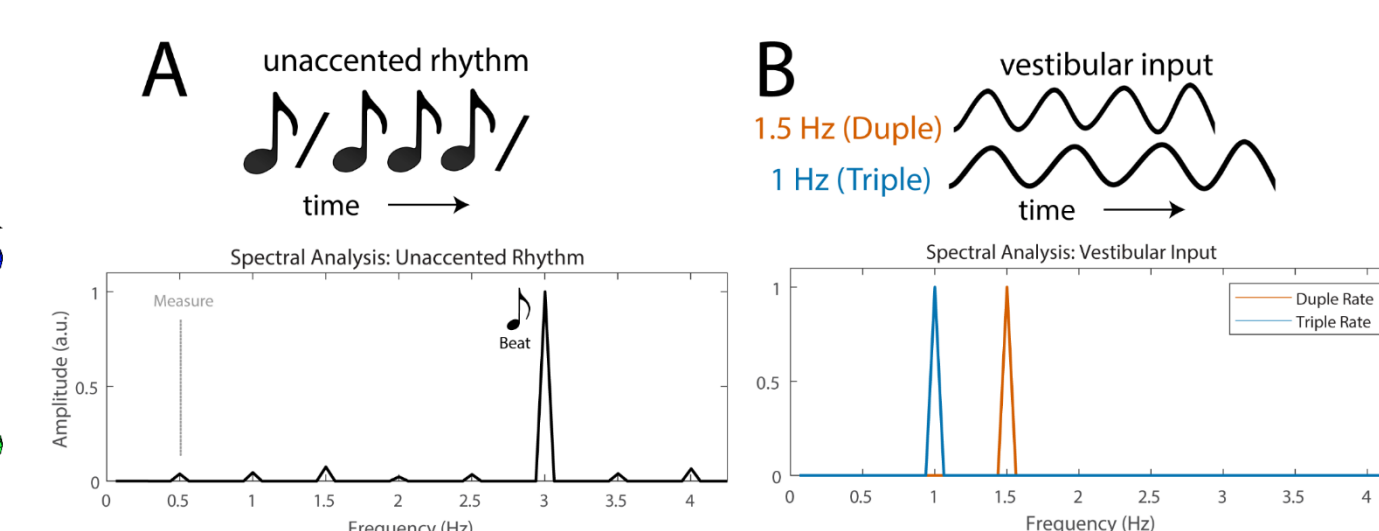 A
unaccented rhythm
time
Spectral Analysis: Unaccented Rhythm
Amplitude (a.u.)
1
0.5
0
Measure
Beat
0 0.5 1 1.5 2 2.5 3 3.5 4
Frequency (Hz)
B
vestibular input
1.5 Hz (Duple)
1 Hz (Triple)
time
Spectral Analysis: Vestibular Input
1
0.5
0
Duple Rate
Triple Rate
0 0.5 1 1.5 2 2.5 3 3.5 4
Frequency (Hz)